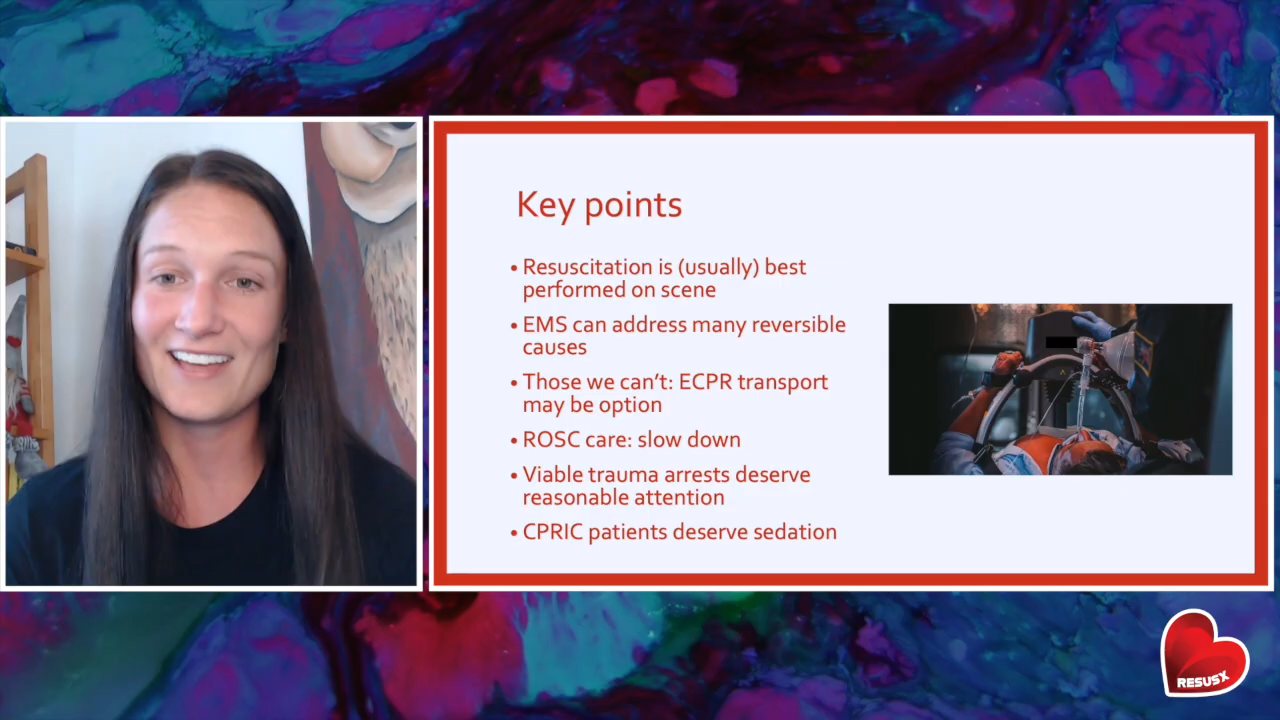 Key points
• Resuscitation is (usually) best
performed on scene
• EMS can address many reversible
causes
• Those we can’t: ECPR transport
may be option
• ROSC care: slow down
• Viable trauma arrests deserve
reasonable attention
• CPRIC patients deserve sedation
RESUSX